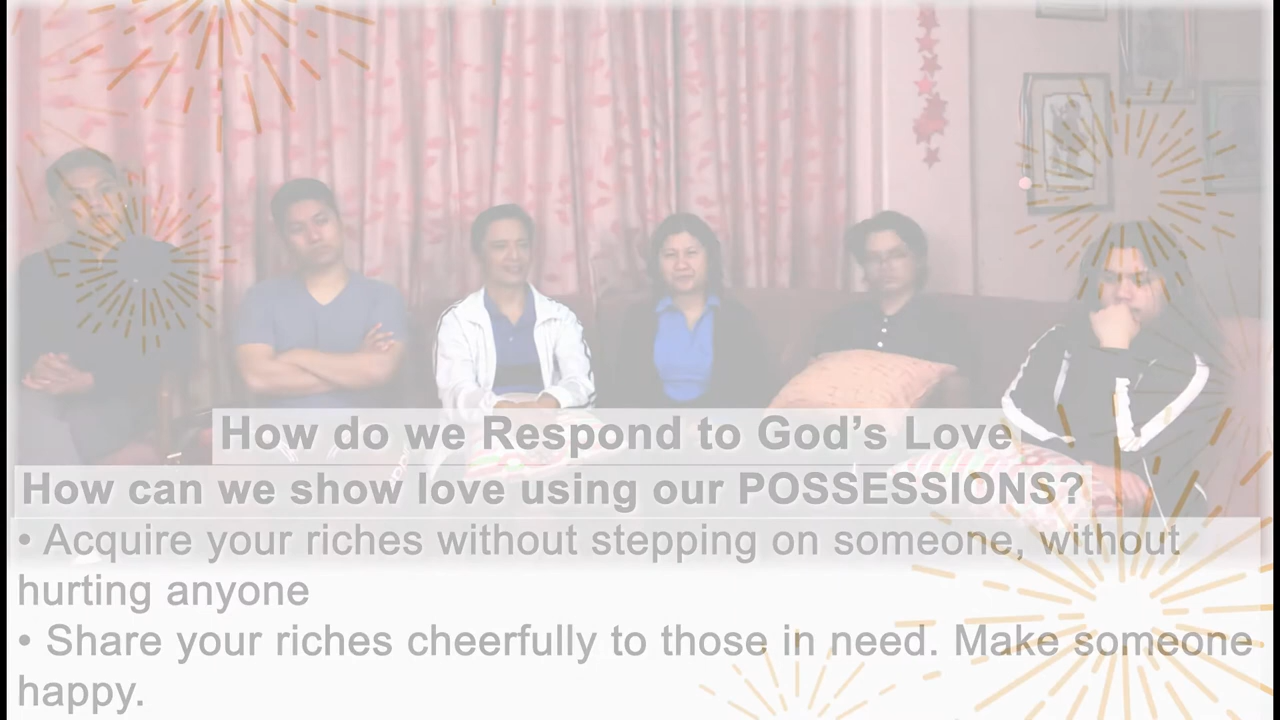 How do we Respond to God’s Love
How can we show love using our POSSESSIONS?
• Acquire your riches without stepping on someone, without
hurting anyone
• Share your riches cheerfully to those in need. Make someone
happy.